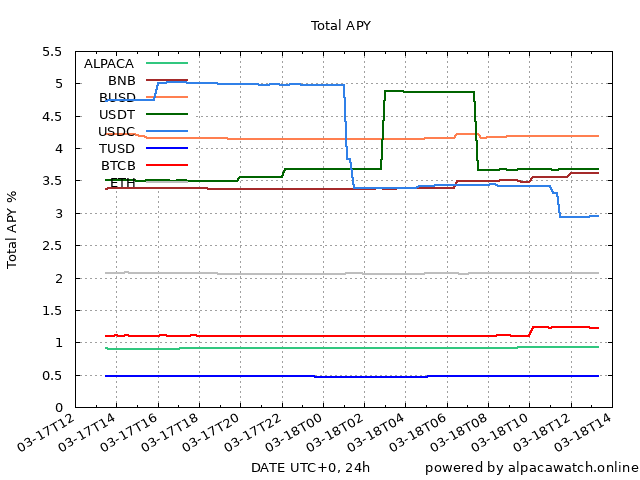 Total APY
5.5
5
4.5
4
3.5
3
2.5
2
1.5
1
0.5
0
Total APY %
ALPACA
BNB
BUSD
USDT
USDC
TUSD
BTCB
ETH
03-17T12
03-17T14
03-17T16
03-17T18
03-17T20
03-17T22
03-18T00
03-18T02
03-18T04
03-18T06
03-18T08
03-18T10
03-18T12
03-18T14
DATE UTC+0, 24h
powered by alpacawatch.online